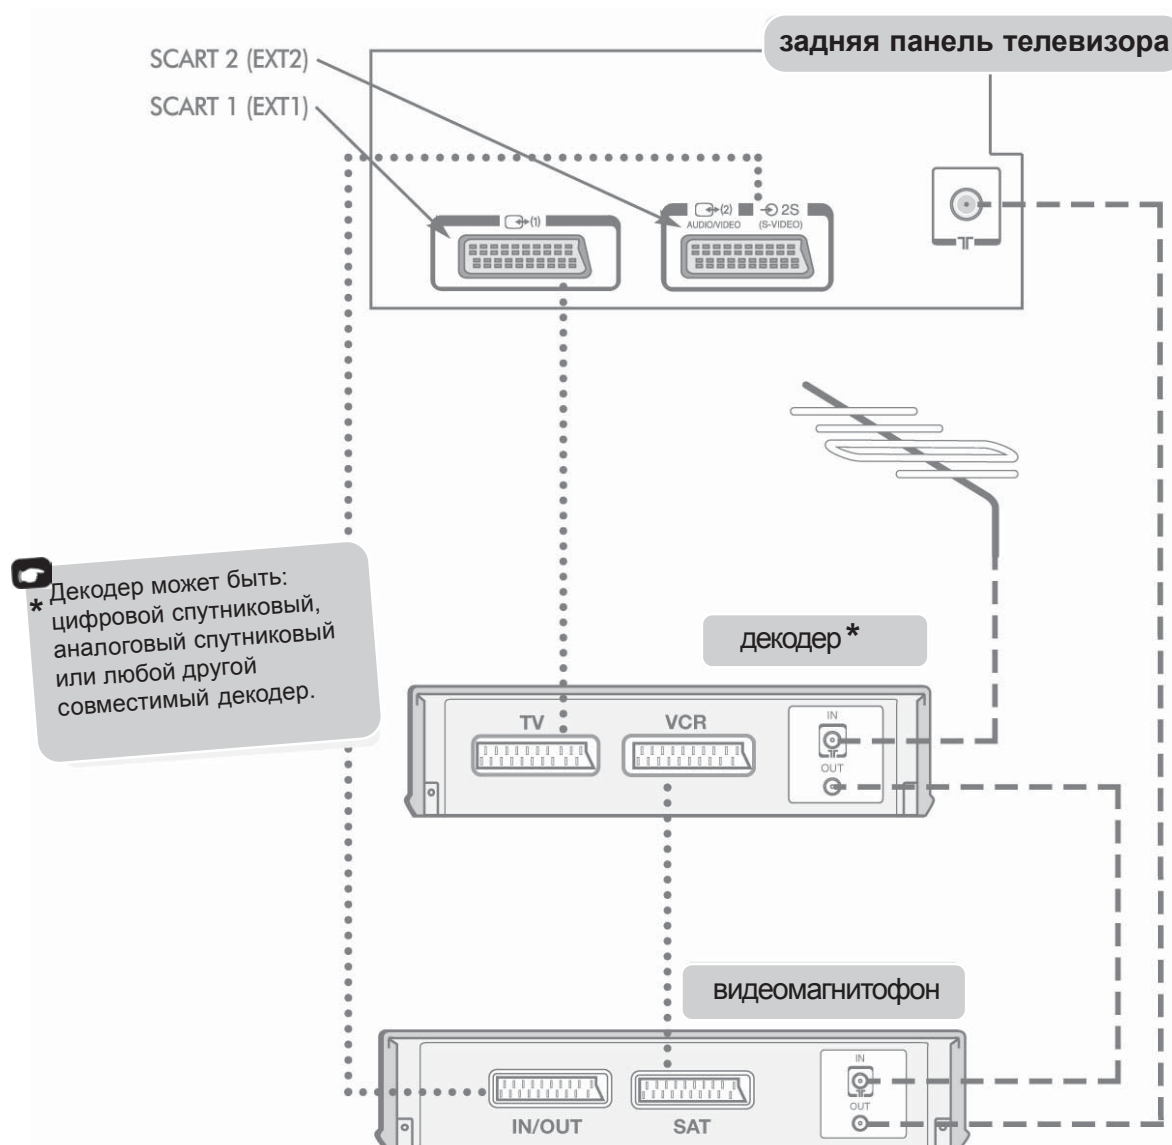 задняя панель телевизора
SCART 2 (EXT2)
SCART 1 (EXT1)
(1)
(2)
2S
AUDIO/VIDEO
(S-VIDEO)
* Декодер может быть:
цифровой спутниковый,
аналоговый спутниковый
или любой другой
совместимый декодер.
декодер *
TV
VCR
IN
OUT
видеомагнитофон
IN/OUT
SAT
IN
OUT